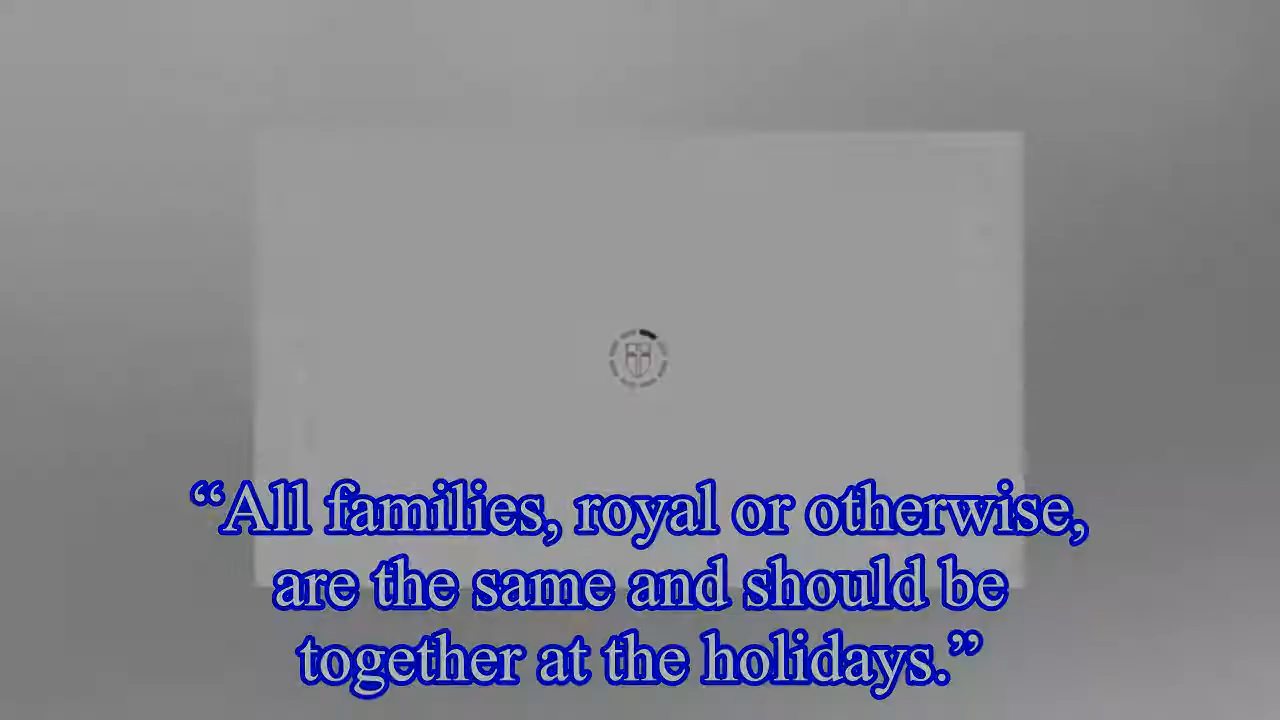 “All families, royal or otherwise,
are the same and should be
together at the holidays.”